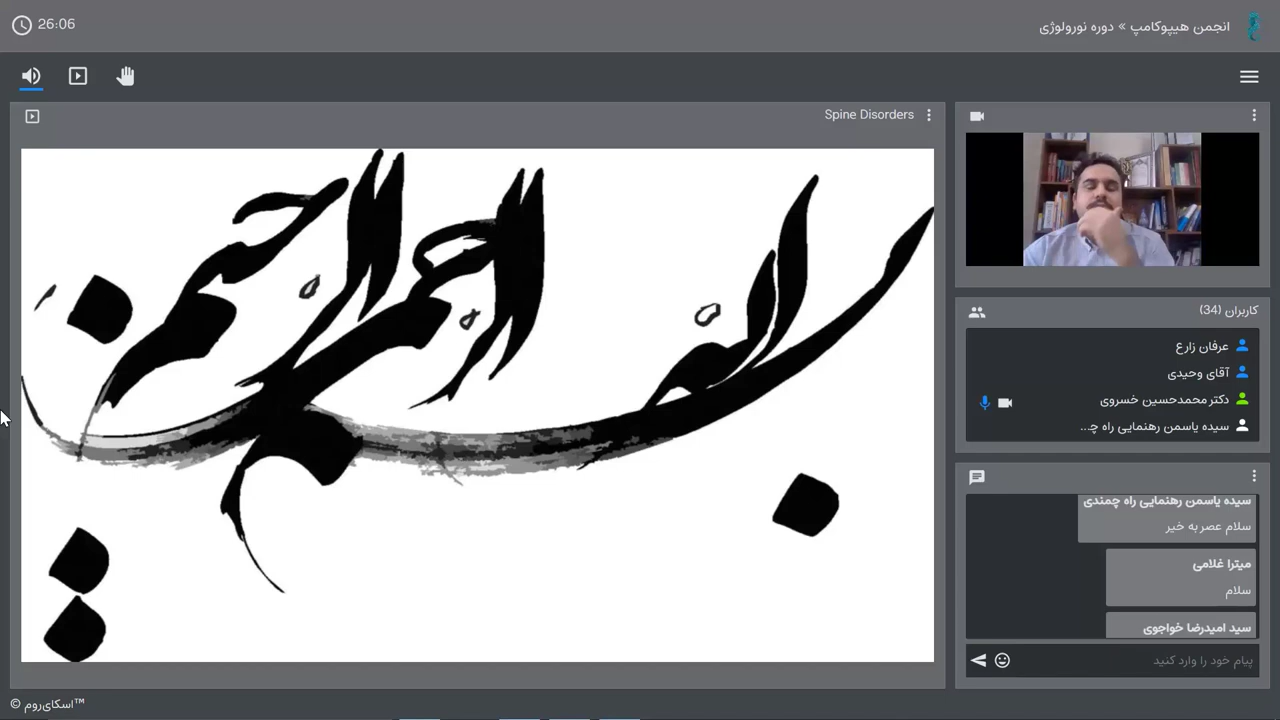 26:06
انجمن هیپوکامپ » دوره نورولوژی
Spine Disorders
بسم الله الرحمن الرحیم
کاربران (34)
عرفان زارع
آقای وحیدی
دکتر محمدحسین خسروی
سیده یاسمن رهنمایی راه چـ...
سیده یاسمن رهنمایی راه چمندی
سلام عصر به خیر
میترا غلامی
سلام
سید امیدرضا خواجوی
پیام خود را وارد کنید
© اسکای‌روم™